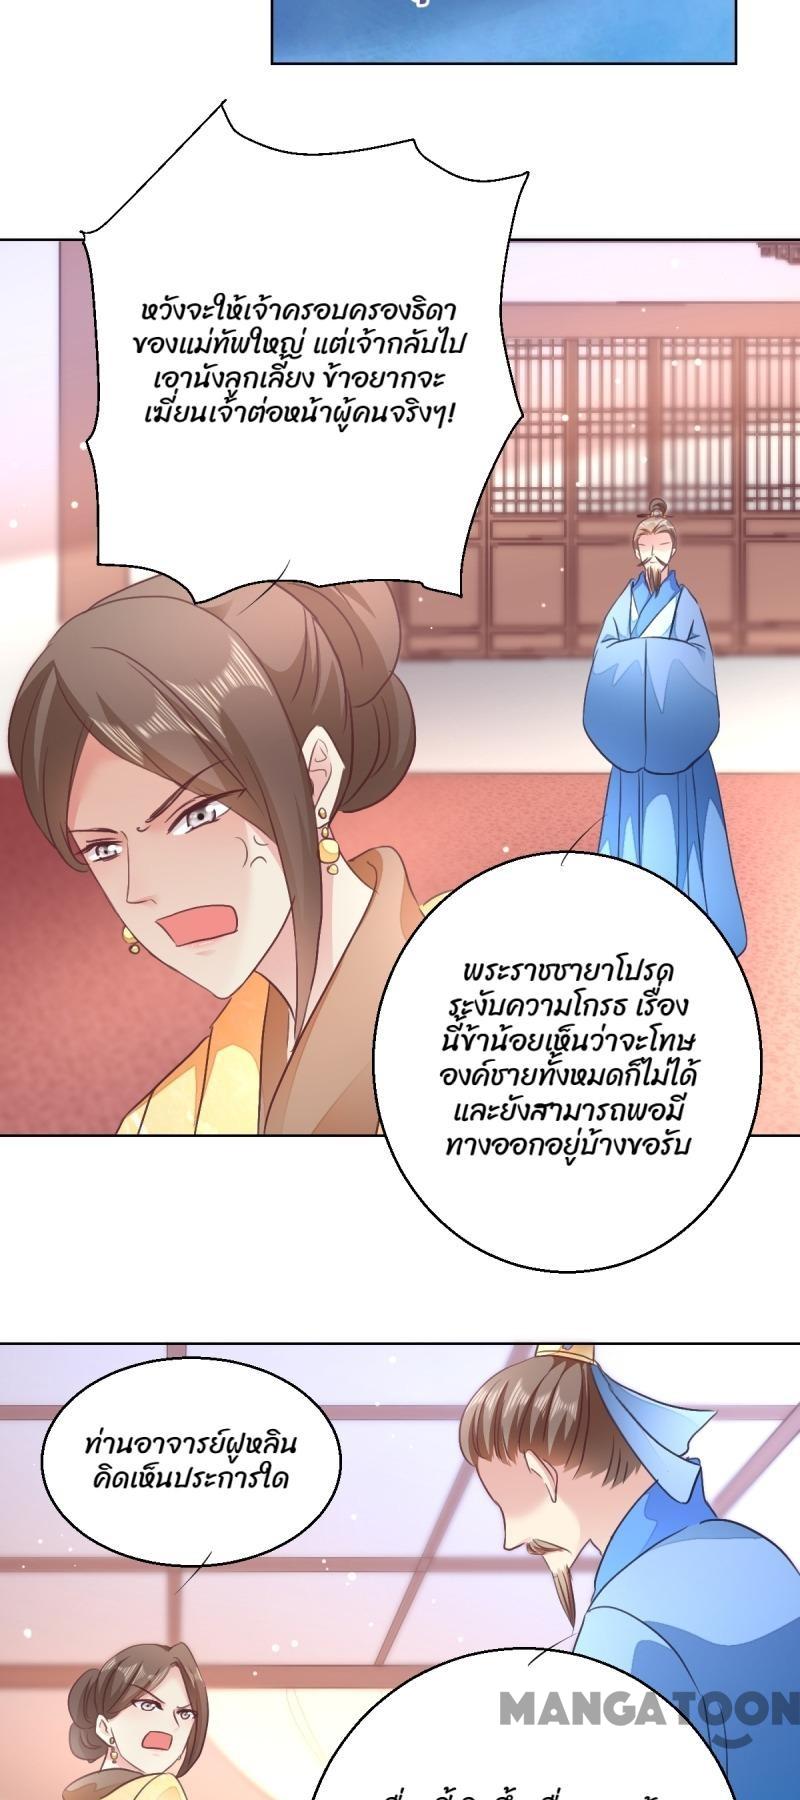 หวังจะให้เจ้าครอบครองธิดา
ของแม่ทัพใหญ่ แต่เจ้ากลับไป
เอานังลูกเลี้ยง ข้าอยากจะ
เฆี่ยนเจ้าต่อหน้าผู้คนจริงๆ!
พระราชชายาโปรด
ระงับความโกรธ เรื่อง
นี้ข้าน้อยเห็นว่าจะโทษ
องค์ชายทั้งหมดก็ไม่ได้
และยังสามารถพอมี
ทางออกอยู่บ้างขอรับ
ท่านอาจารย์ฝูหลิน
คิดเห็นประการใด
MANGATOON